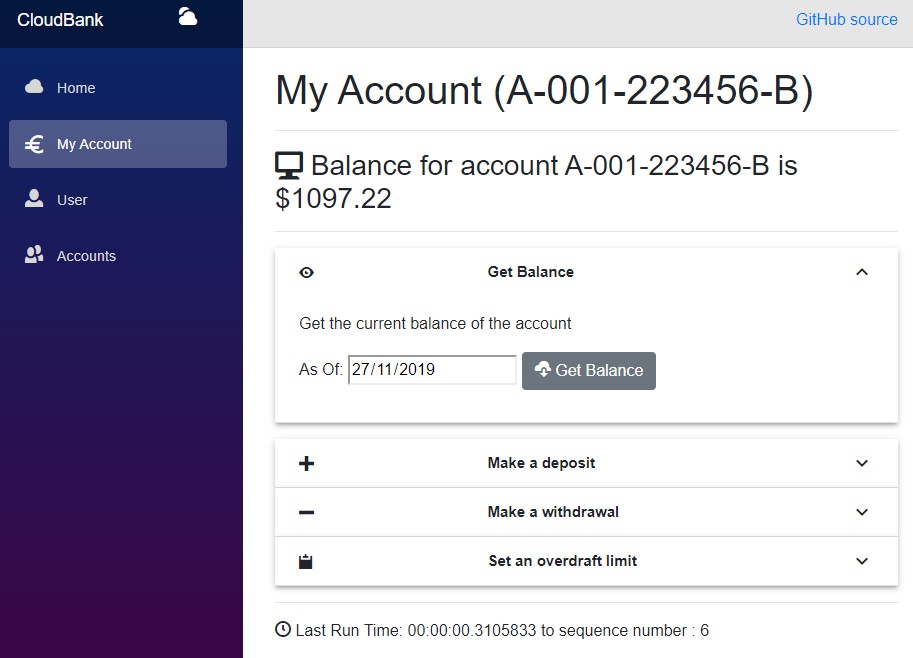 CloudBank
GitHub source
Home
My Account
User
Accounts
My Account (A-001-223456-B)
Balance for account A-001-223456-B is
$1097.22
Get Balance
Get the current balance of the account
As Of: 27/11/2019 Get Balance
Make a deposit
Make a withdrawal
Set an overdraft limit
Last Run Time: 00:00:00.3105833 to sequence number : 6